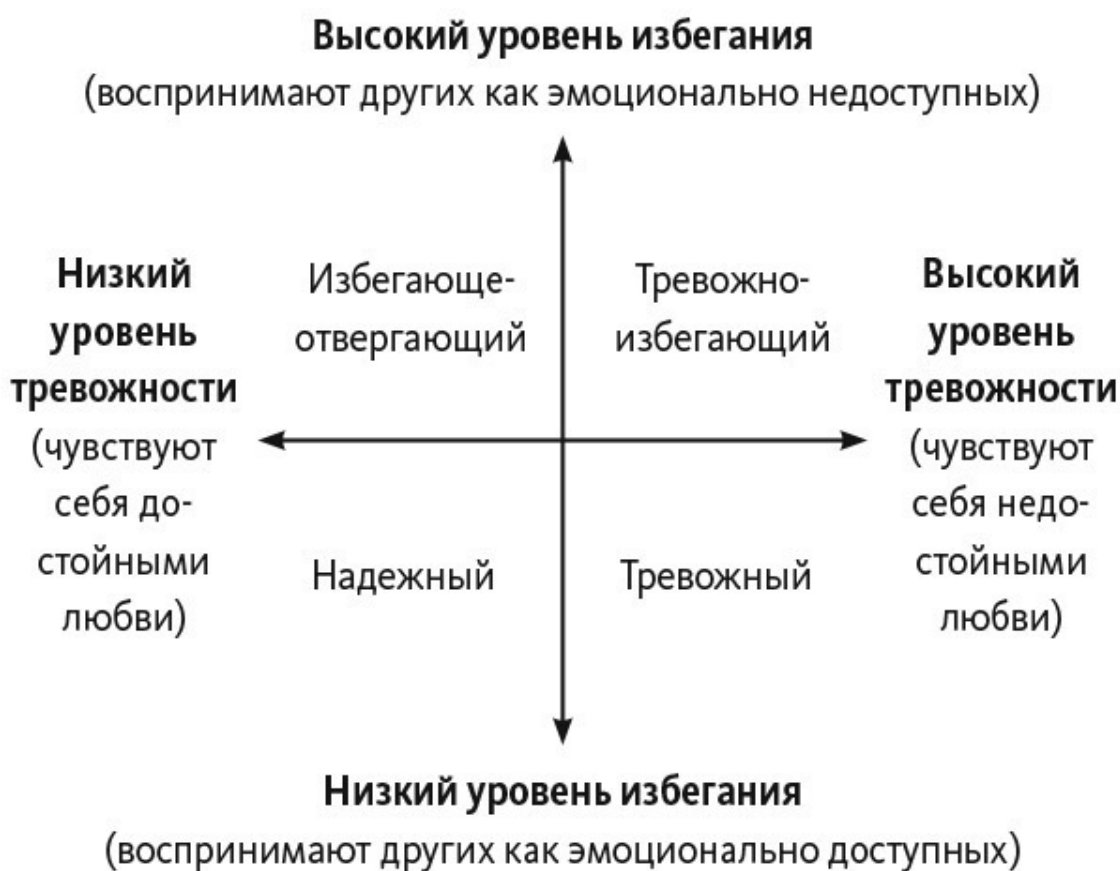 Высокий уровень избегания
(воспринимают других как эмоционально недоступных)
Низкий
уровень
тревожности
(чувствуют
себя до-
стойными
любви)
Избегающе-
отвергающий
Тревожно-
избегающий
Высокий
уровень
тревожности
(чувствуют
себя недо-
стойными
любви)
Надежный
Тревожный
Низкий уровень избегания
(воспринимают других как эмоционально доступных)